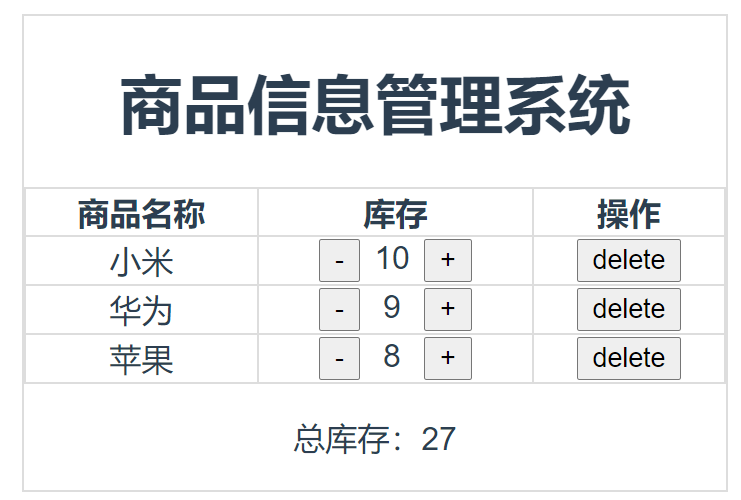 商品信息管理系统
商品名称 库存 操作
小米 - 10 + delete
华为 - 9 + delete
苹果 - 8 + delete
总库存：27